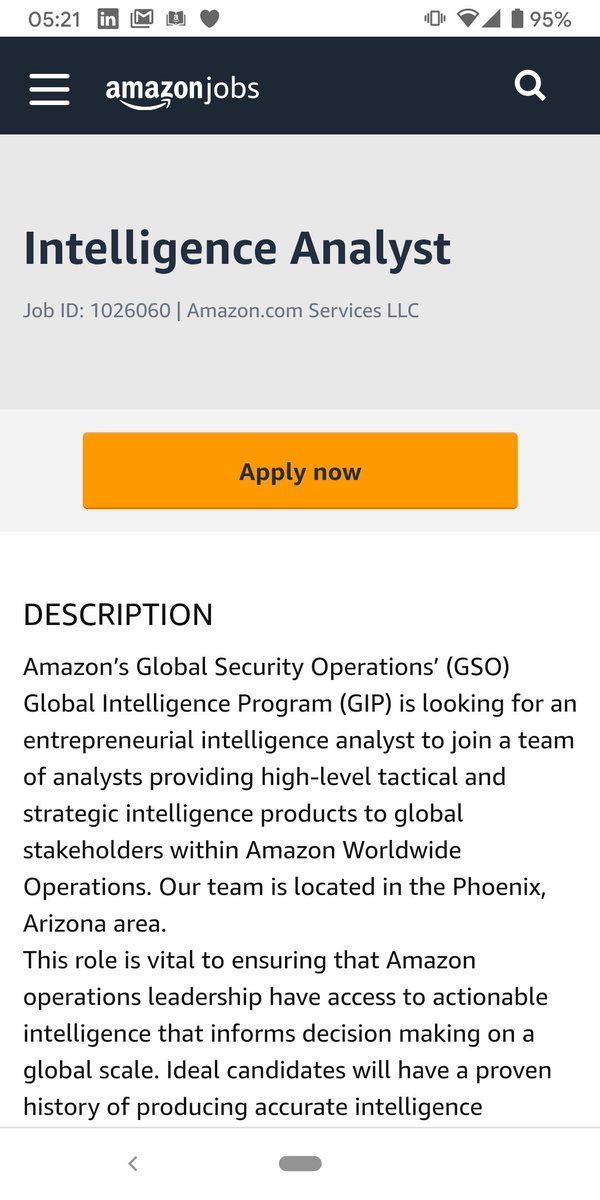 05:21
95%
amazonjobs
Intelligence Analyst
Job ID: 1026060 | Amazon.com Services LLC
Apply now
DESCRIPTION
Amazon’s Global Security Operations’ (GSO)
Global Intelligence Program (GIP) is looking for an
entrepreneurial intelligence analyst to join a team
of analysts providing high-level tactical and
strategic intelligence products to global
stakeholders within Amazon Worldwide
Operations. Our team is located in the Phoenix,
Arizona area.
This role is vital to ensuring that Amazon
operations leadership have access to actionable
intelligence that informs decision making on a
global scale. Ideal candidates will have a proven
history of producing accurate intelligence